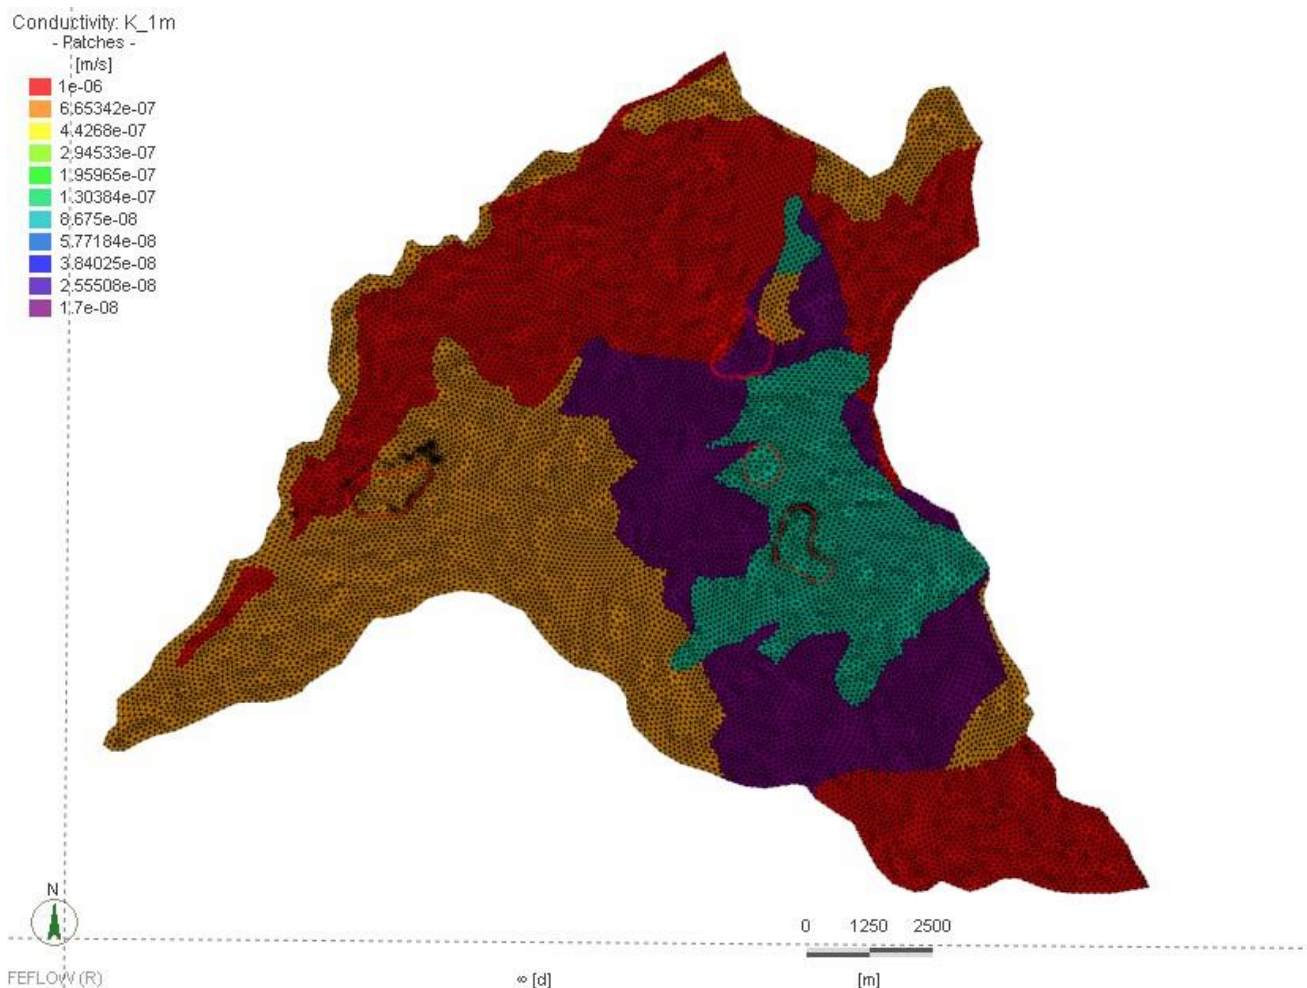 Conductivity: K_1m
- Patches -
[m/s]
1e-06
6.65342e-07
4.4268e-07
2.94533e-07
1.95965e-07
1.30384e-07
8.675e-08
5.77184e-08
3.84025e-08
2.55508e-08
1.7e-08
N
0 1250 2500
FEFLOW (R)
∞ [d]
[m]